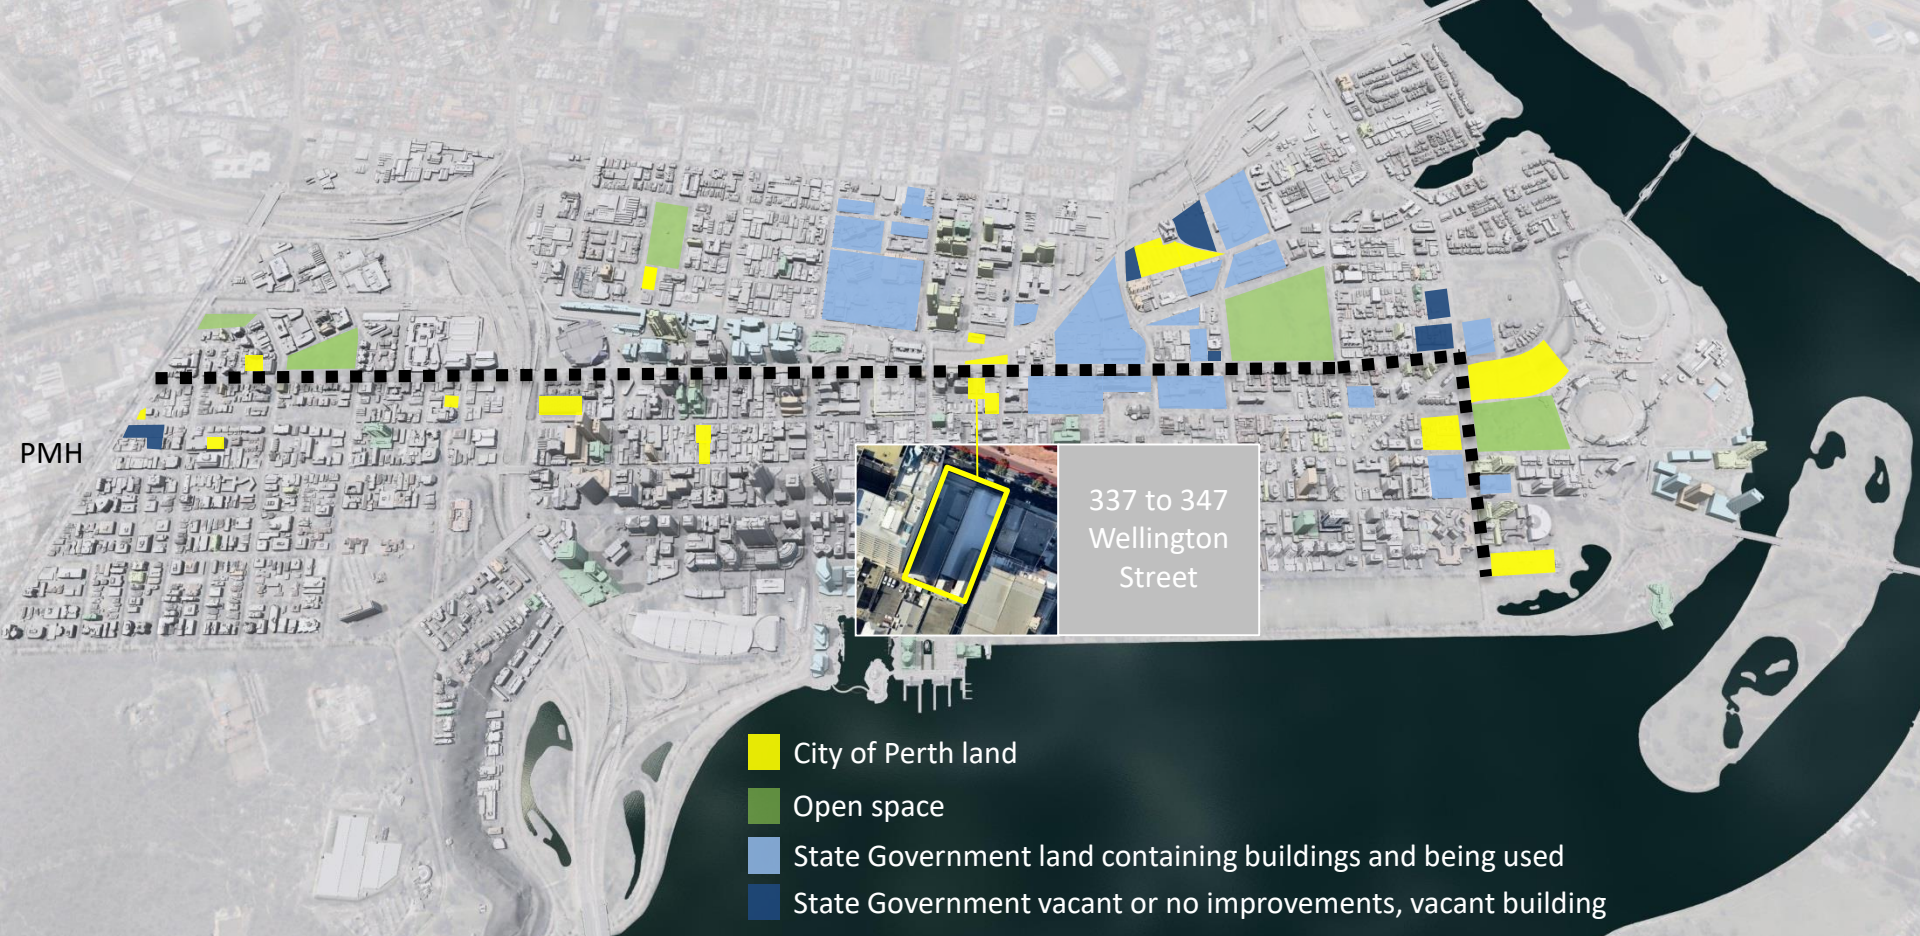 PMH
337 to 347
Wellington
Street
City of Perth land
Open space
State Government land containing buildings and being used
State Government vacant or no improvements, vacant building